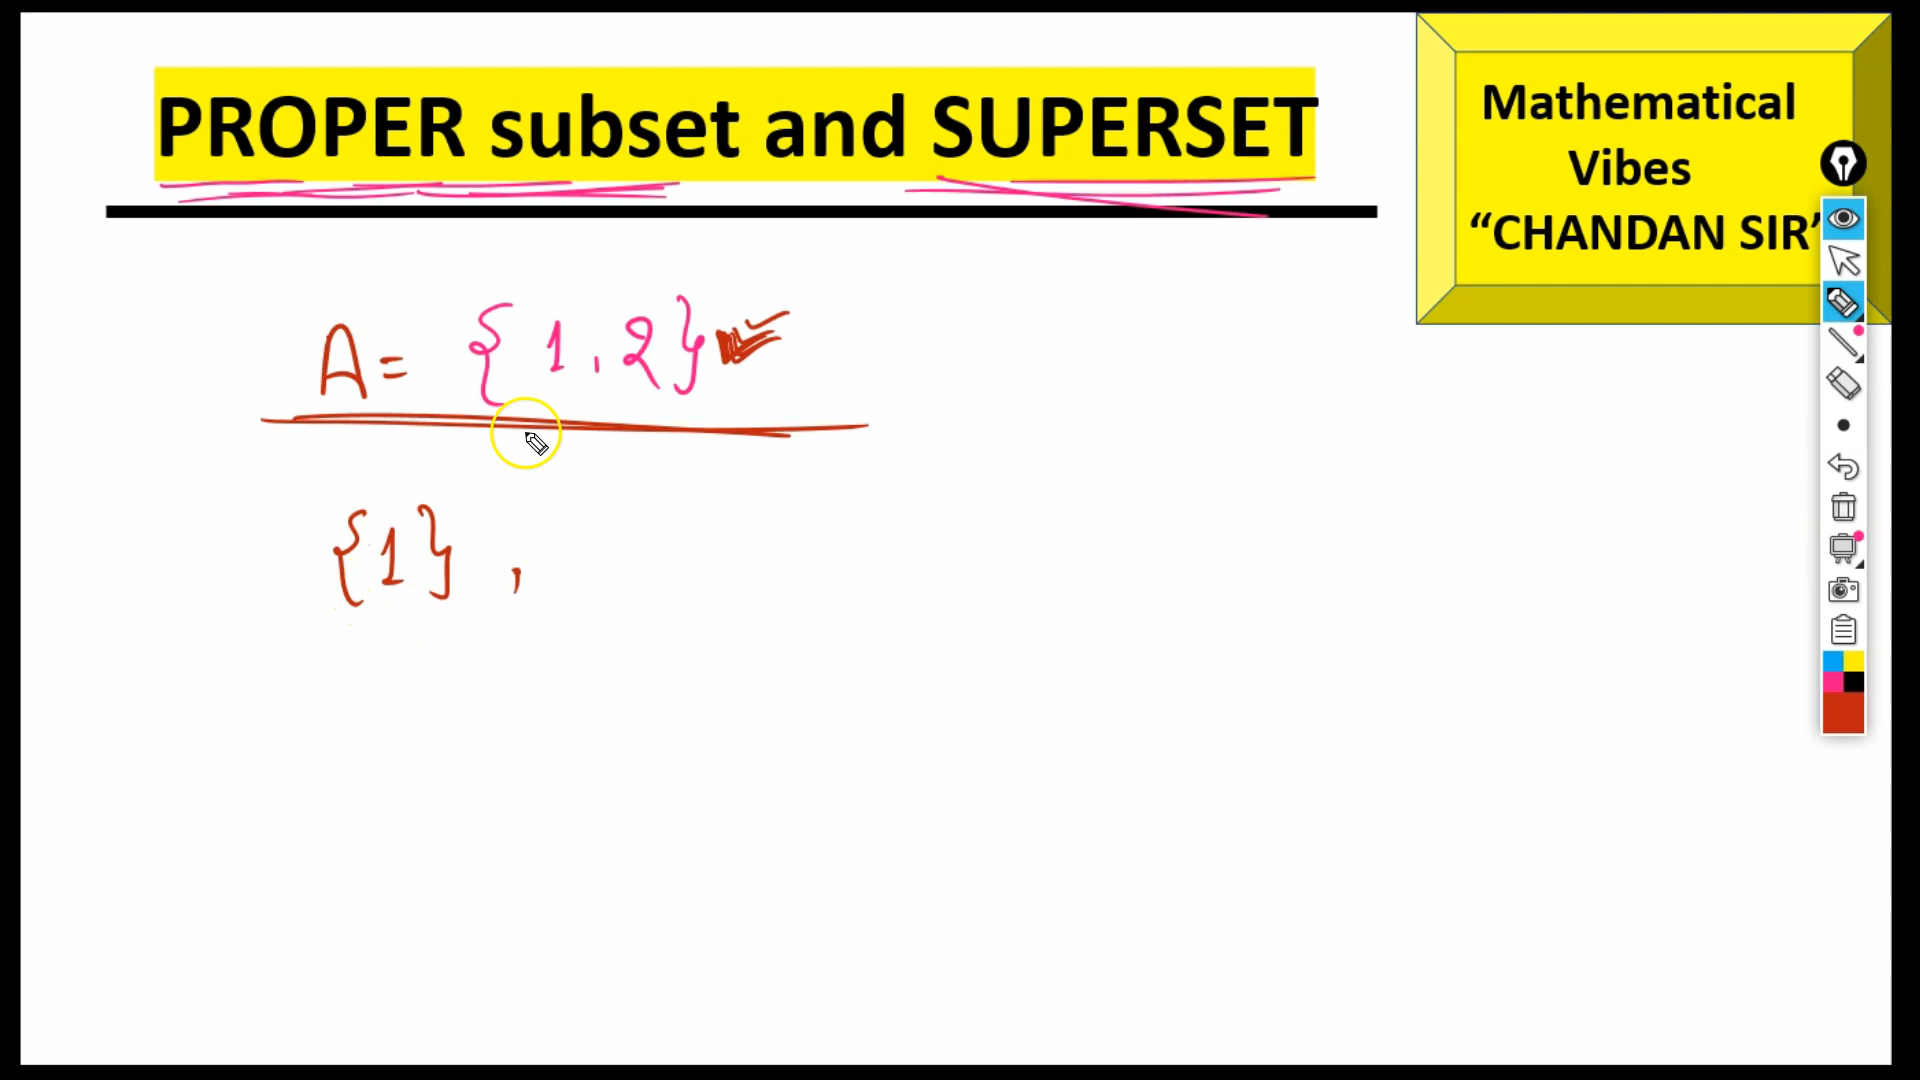 PROPER subset and SUPERSET
Mathematical
Vibes
“CHANDAN SIR”
A = { 1 , 2 }
{ 1 } ,